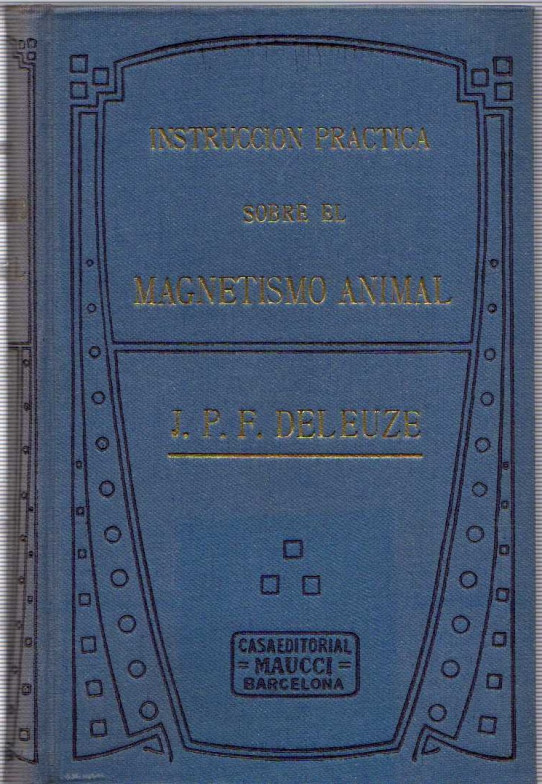 INSTRUCCION PRACTICA
SOBRE EL
MAGNETISMO ANIMAL
J. P. F. DELEUZE
CASA EDITORIAL
= MAUCCI =
BARCELONA